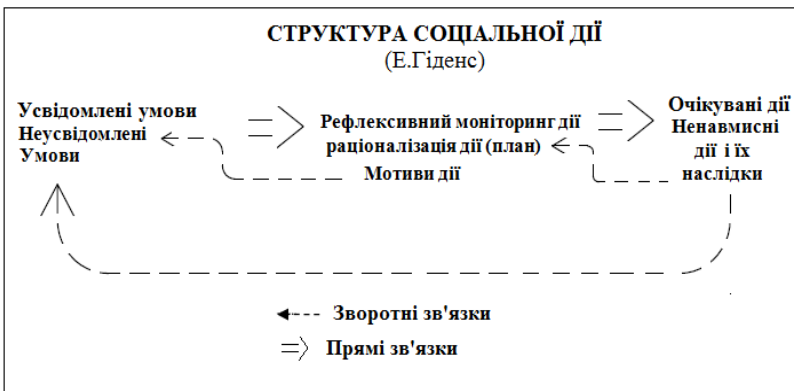 СТРУКТУРА СОЦІАЛЬНОЇ ДІЇ
(Е.Гіденс)
Усвідомлені умови
Неусвідомлені
Умови
Рефлексивний моніторинг дії
раціоналізація дії (план)
Мотиви дії
Очікувані дії
Ненавмисні
дії і їх
наслідки
Зворотні зв'язки
Прямі зв'язки